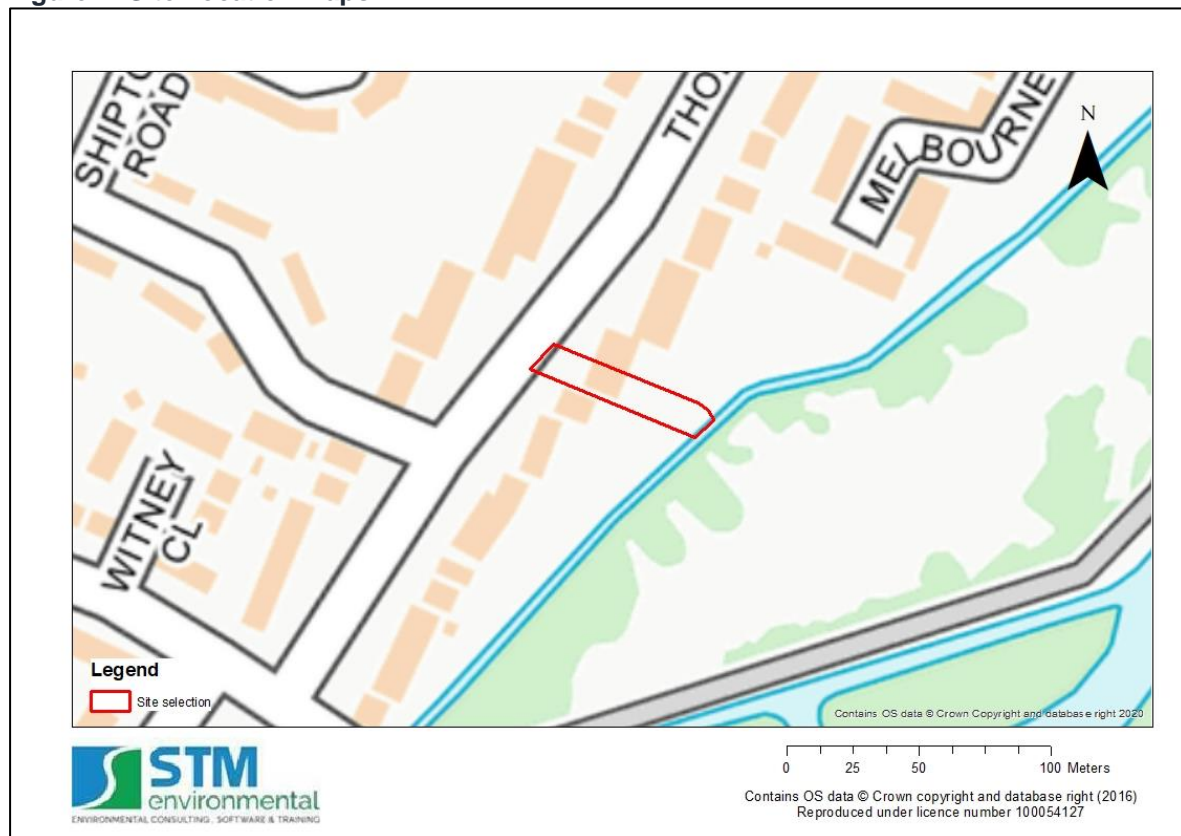 SHIPTO
ROAD
THO
MELBOURNE
N
WITNEY
CL
Legend
Site selection
Contains OS data © Crown Copyright and database right 2020
STM
environmental
ENVIRONMENTAL CONSULTING, SOFTWARE & TRAINING
0 25 50 100 Meters
Contains OS data © Crown copyright and database right (2016)
Reproduced under licence number 100054127